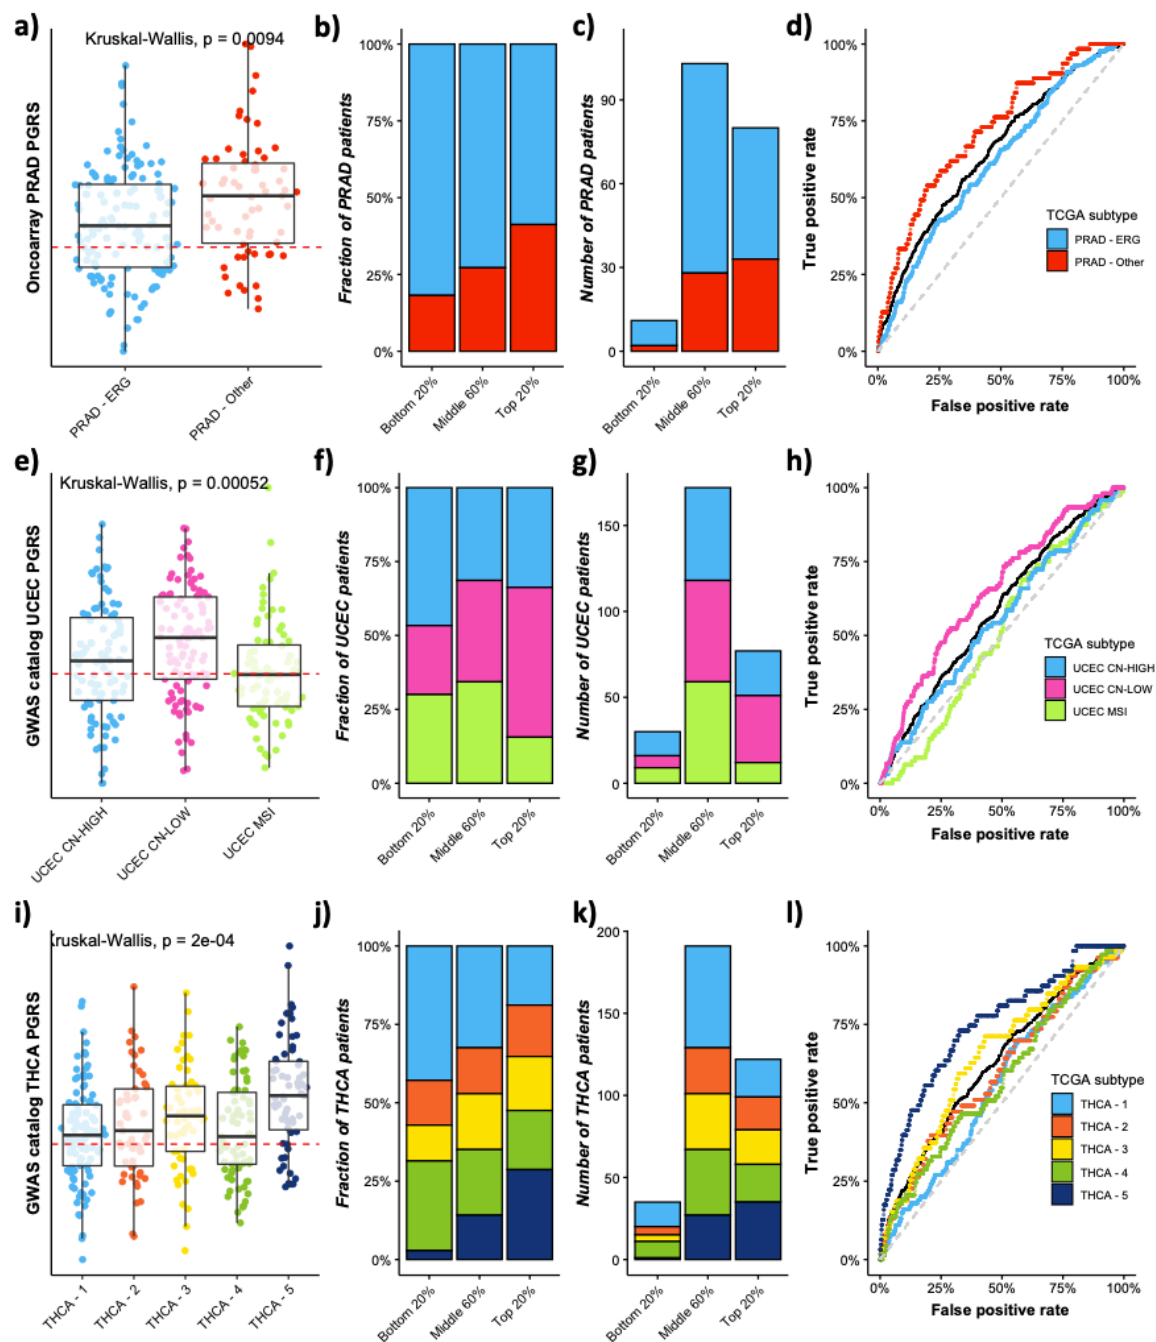 a)
Kruskal-Wallis, p = 0.0094
Oncoarray PRAD PGRS
PRAD - ERG
PRAD - Other
b)
Fraction of PRAD patients
100%
75%
50%
25%
0%
Bottom 20%
Middle 60%
Top 20%
c)
Number of PRAD patients
90
60
30
0
Bottom 20%
Middle 60%
Top 20%
d)
True positive rate
100%
75%
50%
25%
0%
0%
25%
50%
75%
100%
False positive rate
TCGA subtype
PRAD - ERG
PRAD - Other
e)
Kruskal-Wallis, p = 0.00052
GWAS catalog UCEC PGRS
UCEC CN-HIGH
UCEC CN-LOW
UCEC MSI
f)
Fraction of UCEC patients
100%
75%
50%
25%
0%
Bottom 20%
Middle 60%
Top 20%
g)
Number of UCEC patients
150
100
50
0
Bottom 20%
Middle 60%
Top 20%
h)
True positive rate
100%
75%
50%
25%
0%
0%
25%
50%
75%
100%
False positive rate
TCGA subtype
UCEC CN-HIGH
UCEC CN-LOW
UCEC MSI
i)
Kruskal-Wallis, p = 2e-04
GWAS catalog THCA PGRS
THCA - 1
THCA - 2
THCA - 3
THCA - 4
THCA - 5
j)
Fraction of THCA patients
100%
75%
50%
25%
0%
Bottom 20%
Middle 60%
Top 20%
k)
Number of THCA patients
200
150
100
50
0
Bottom 20%
Middle 60%
Top 20%
l)
True positive rate
100%
75%
50%
25%
0%
0%
25%
50%
75%
100%
False positive rate
TCGA subtype
THCA - 1
THCA - 2
THCA - 3
THCA - 4
THCA - 5